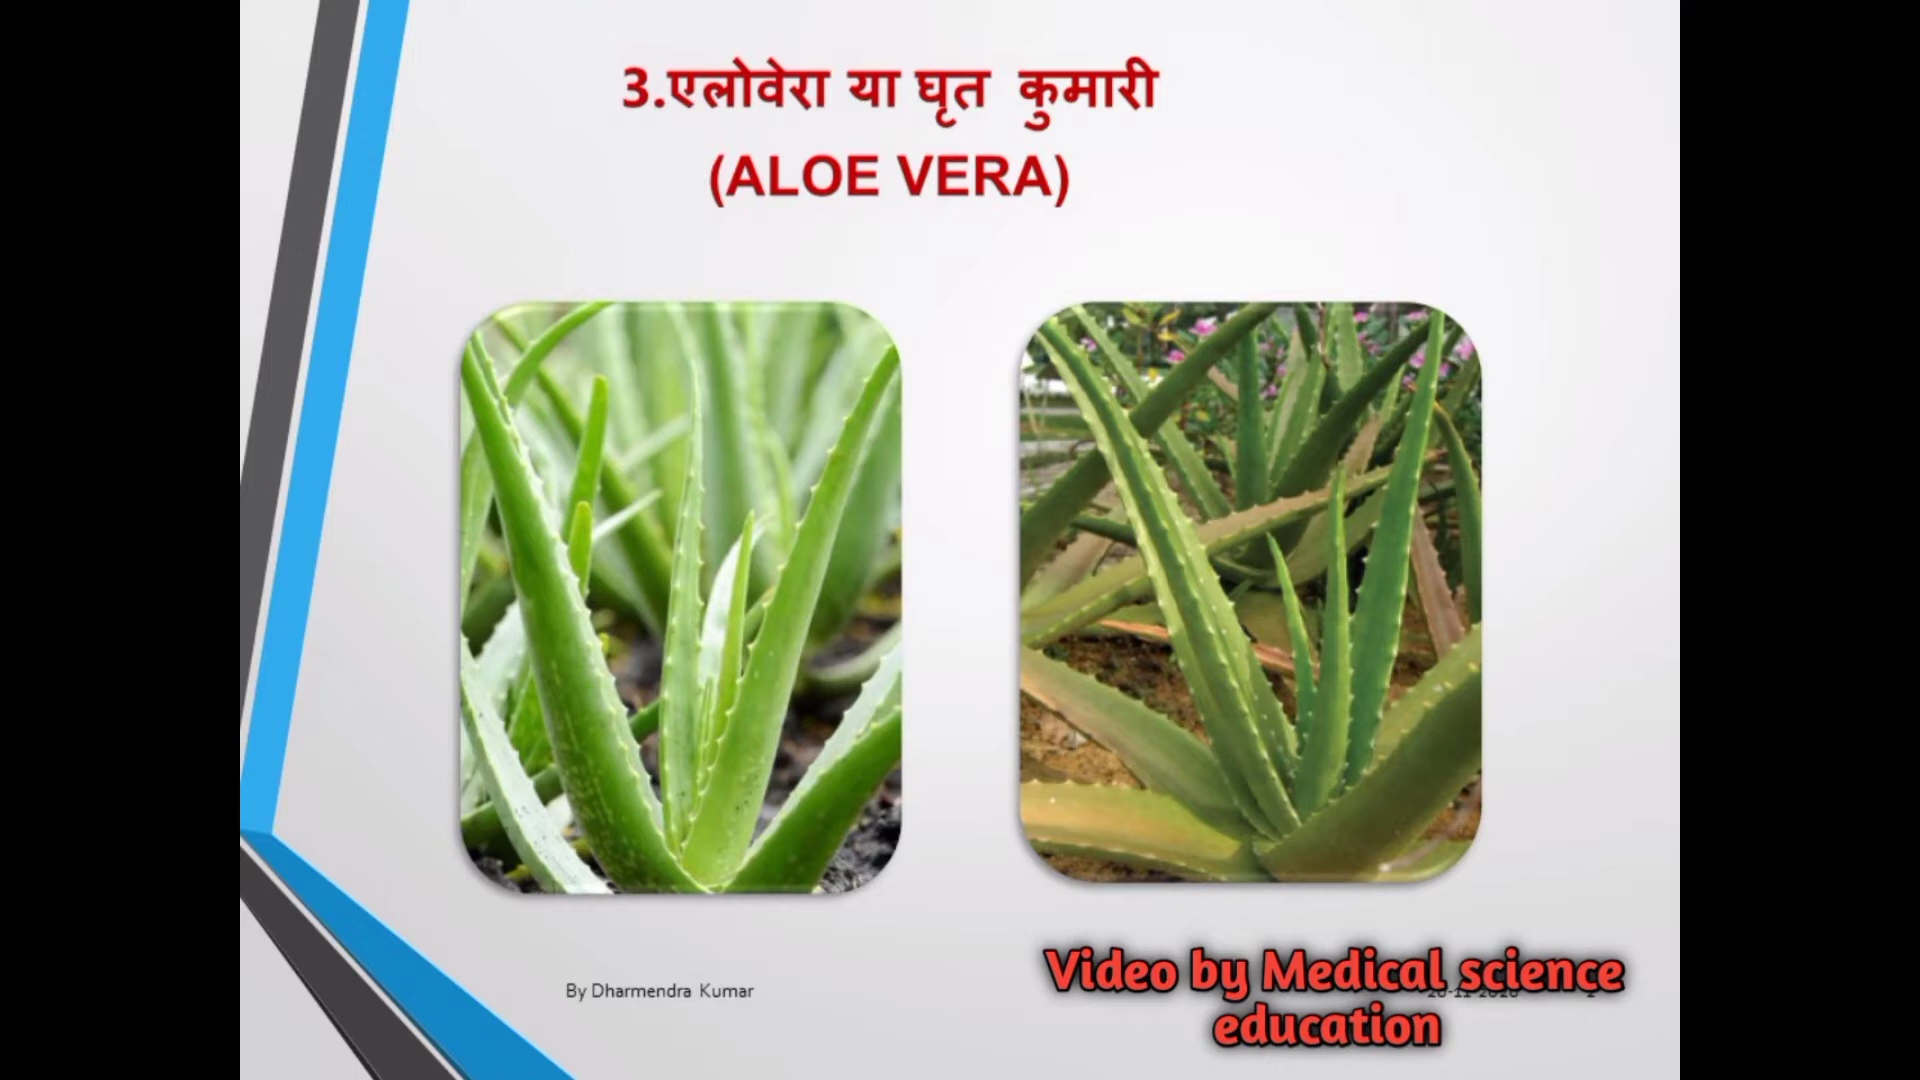 3.एलोवेरा या घृत कुमारी
(ALOE VERA)
By Dharmendra Kumar
Video by Medical science
education